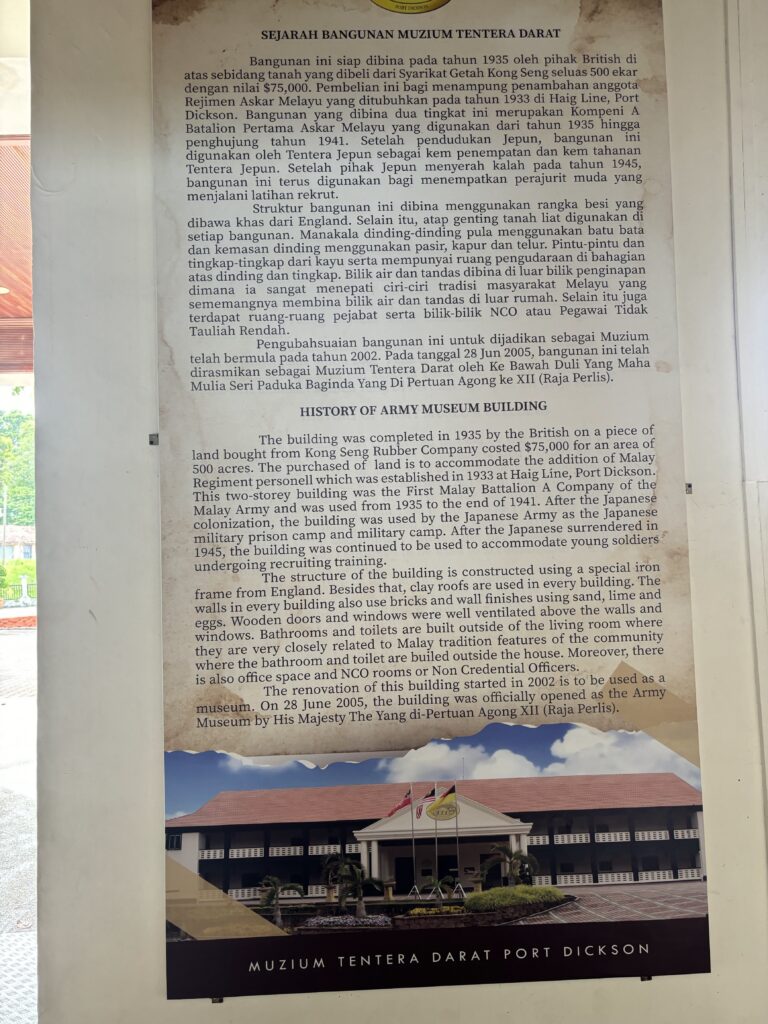 PORT DICKSON
SEJARAH BANGUNAN MUZIUM TENTERA DARAT
Bangunan ini siap dibina pada tahun 1935 oleh pihak British di
atas sebidang tanah yang dibeli dari Syarikat Getah Kong Seng seluas 500 ekar
dengan nilai $75,000. Pembelian ini bagi menampung penambahan anggota
Rejimen Askar Melayu yang ditubuhkan pada tahun 1933 di Haig Line, Port
Dickson. Bangunan yang dibina dua tingkat ini merupakan Kompeni A
Batalion Pertama Askar Melayu yang digunakan dari tahun 1935 hingga
penghujung tahun 1941. Setelah pendudukan Jepun, bangunan ini
digunakan oleh Tentera Jepun sebagai kem penempatan dan kem tahanan
Tentera Jepun. Setelah pihak Jepun menyerah kalah pada tahun 1945,
bangunan ini terus digunakan bagi menempatkan perajurit muda yang
menjalani latihan rekrut.
Struktur bangunan ini dibina menggunakan rangka besi yang
dibawa khas dari England. Selain itu, atap genting tanah liat digunakan di
setiap bangunan. Manakala dinding-dinding pula menggunakan batu bata
dan kemasan dinding menggunakan pasir, kapur dan telur. Pintu-pintu dan
tingkap-tingkap dari kayu serta mempunyai ruang pengudaraan di bahagian
atas dinding dan tingkap. Bilik air dan tandas dibina di luar bilik penginapan
dimana ia sangat menepati ciri-ciri tradisi masyarakat Melayu yang
sememangnya membina bilik air dan tandas di luar rumah. Selain itu juga
terdapat ruang-ruang pejabat serta bilik-bilik NCO atau Pegawai Tidak
Tauliah Rendah.
Pengubahsuaian bangunan ini untuk dijadikan sebagai Muzium
telah bermula pada tahun 2002. Pada tanggal 28 Jun 2005, bangunan ini telah
dirasmikan sebagai Muzium Tentera Darat oleh Ke Bawah Duli Yang Maha
Mulia Seri Paduka Baginda Yang Di Pertuan Agong ke XII (Raja Perlis).
HISTORY OF ARMY MUSEUM BUILDING
The building was completed in 1935 by the British on a piece of
land bought from Kong Seng Rubber Company costed $75,000 for an area of
500 acres. The purchased of land is to accommodate the addition of Malay
Regiment personell which was established in 1933 at Haig Line, Port Dickson.
This two-storey building was the First Malay Battalion A Company of the
Malay Army and was used from 1935 to the end of 1941. After the Japanese
colonization, the building was used by the Japanese Army as the Japanese
military prison camp and military camp. After the Japanese surrendered in
1945, the building was continued to be used to accommodate young soldiers
undergoing recruiting training.
The structure of the building is constructed using a special iron
frame from England. Besides that, clay roofs are used in every building. The
walls in every building also use bricks and wall finishes using sand, lime and
eggs. Wooden doors and windows were well ventilated above the walls and
windows. Bathrooms and toilets are built outside of the living room where
they are very closely related to Malay tradition features of the community
where the bathroom and toilet are builed outside the house. Moreover, there
is also office space and NCO rooms or Non Credential Officers.
The renovation of this building started in 2002 is to be used as a
museum. On 28 June 2005, the building was officially opened as the Army
Museum by His Majesty The Yang di-Pertuan Agong XII (Raja Perlis).
MUZIUM TENTERA DARAT PORT DICKSON